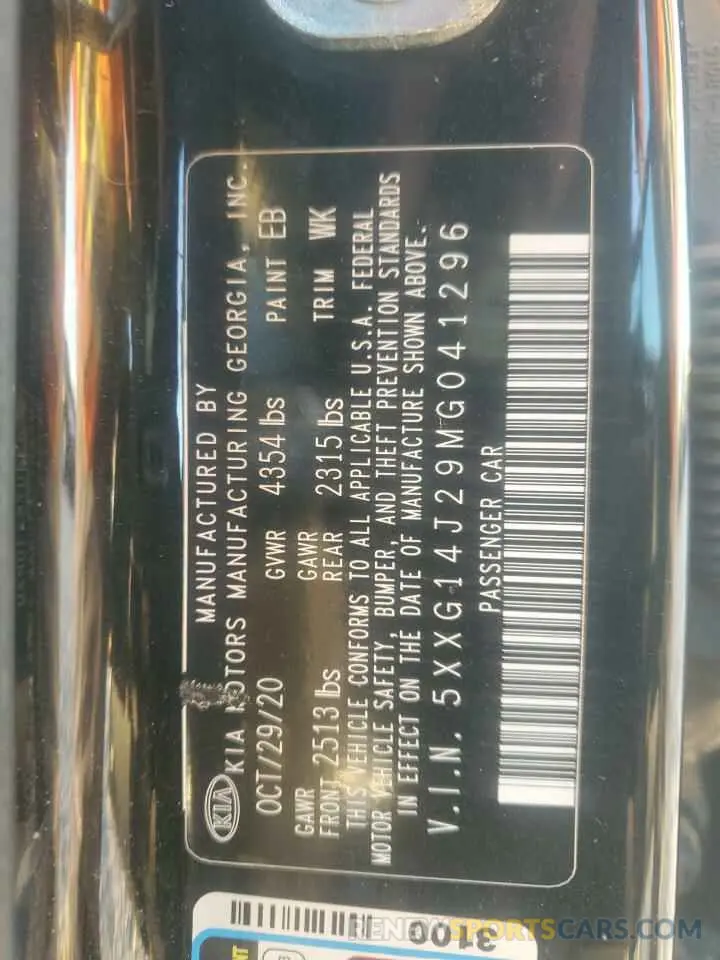 MANUFACTURED BY
KIA KIA MOTORS MANUFACTURING GEORGIA, INC.
OCT/29/20 GVWR 4354 lbs PAINT EB
GAWR GAWR
FRONT 2513 lbs REAR 2315 lbs TRIM WK
THIS VEHICLE CONFORMS TO ALL APPLICABLE U.S.A. FEDERAL
MOTOR VEHICLE SAFETY, BUMPER, AND THEFT PREVENTION STANDARDS
IN EFFECT ON THE DATE OF MANUFACTURE SHOWN ABOVE.
V.I.N. 5XXG14J29MG041296
PASSENGER CAR
3100
RENEWSPORTSCARS.COM